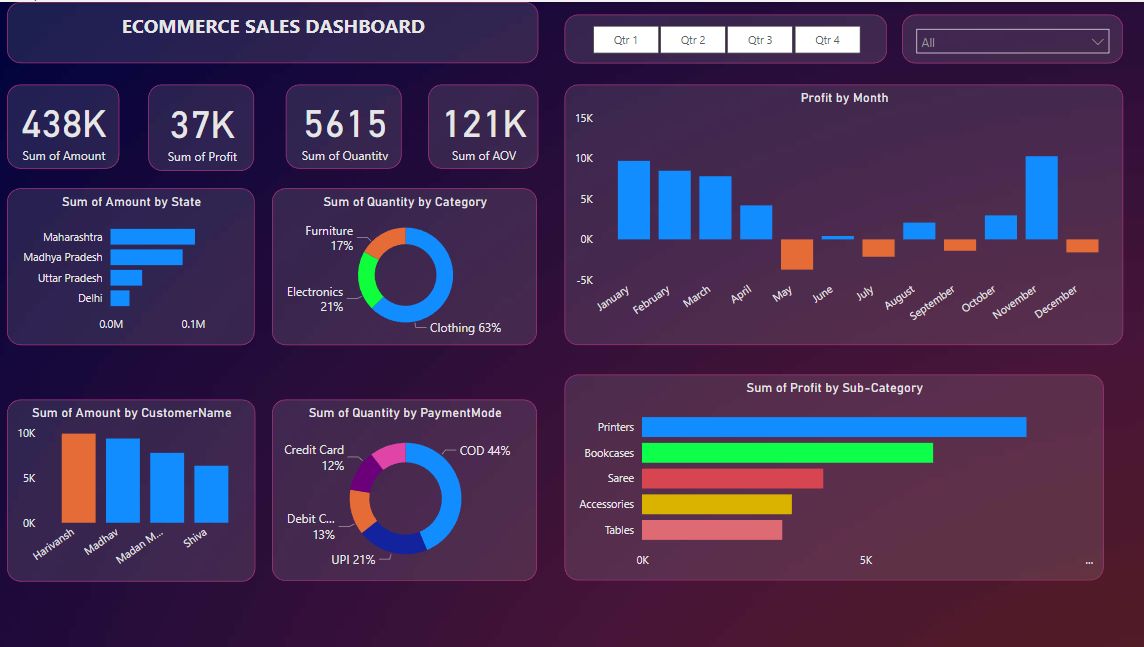 ECOMMERCE SALES DASHBOARD
Qtr 1
Qtr 2
Qtr 3
Qtr 4
All
438K
Sum of Amount
37K
Sum of Profit
5615
Sum of Quantity
121K
Sum of AOV
Profit by Month
15K
10K
5K
0K
-5K
January
February
March
April
May
June
July
August
September
October
November
December
Sum of Amount by State
Maharashtra
Madhya Pradesh
Uttar Pradesh
Delhi
0.0M
0.1M
Sum of Quantity by Category
Furniture
17%
Electronics
21%
Clothing 63%
Sum of Amount by CustomerName
10K
5K
0K
Harivansh
Madhav
Madan M...
Shiva
Sum of Quantity by PaymentMode
Credit Card
12%
COD 44%
Debit C...
13%
UPI 21%
Sum of Profit by Sub-Category
Printers
Bookcases
Saree
Accessories
Tables
0K
5K
...